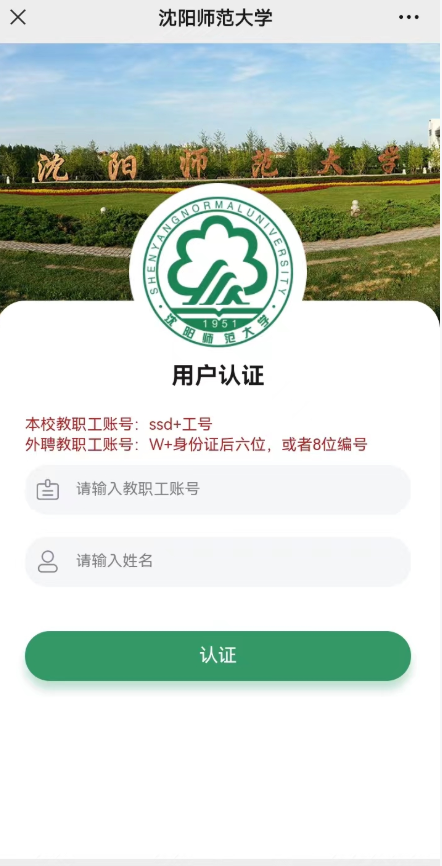 沈阳师范大学
沈阳师范大学
SHENYANG NORMAL UNIVERSITY
1951
沈阳师范大学
用户认证
本校教职工账号：ssd+工号
外聘教职工账号：W+身份证后六位，或者8位编号
请输入教职工账号
请输入姓名
认证